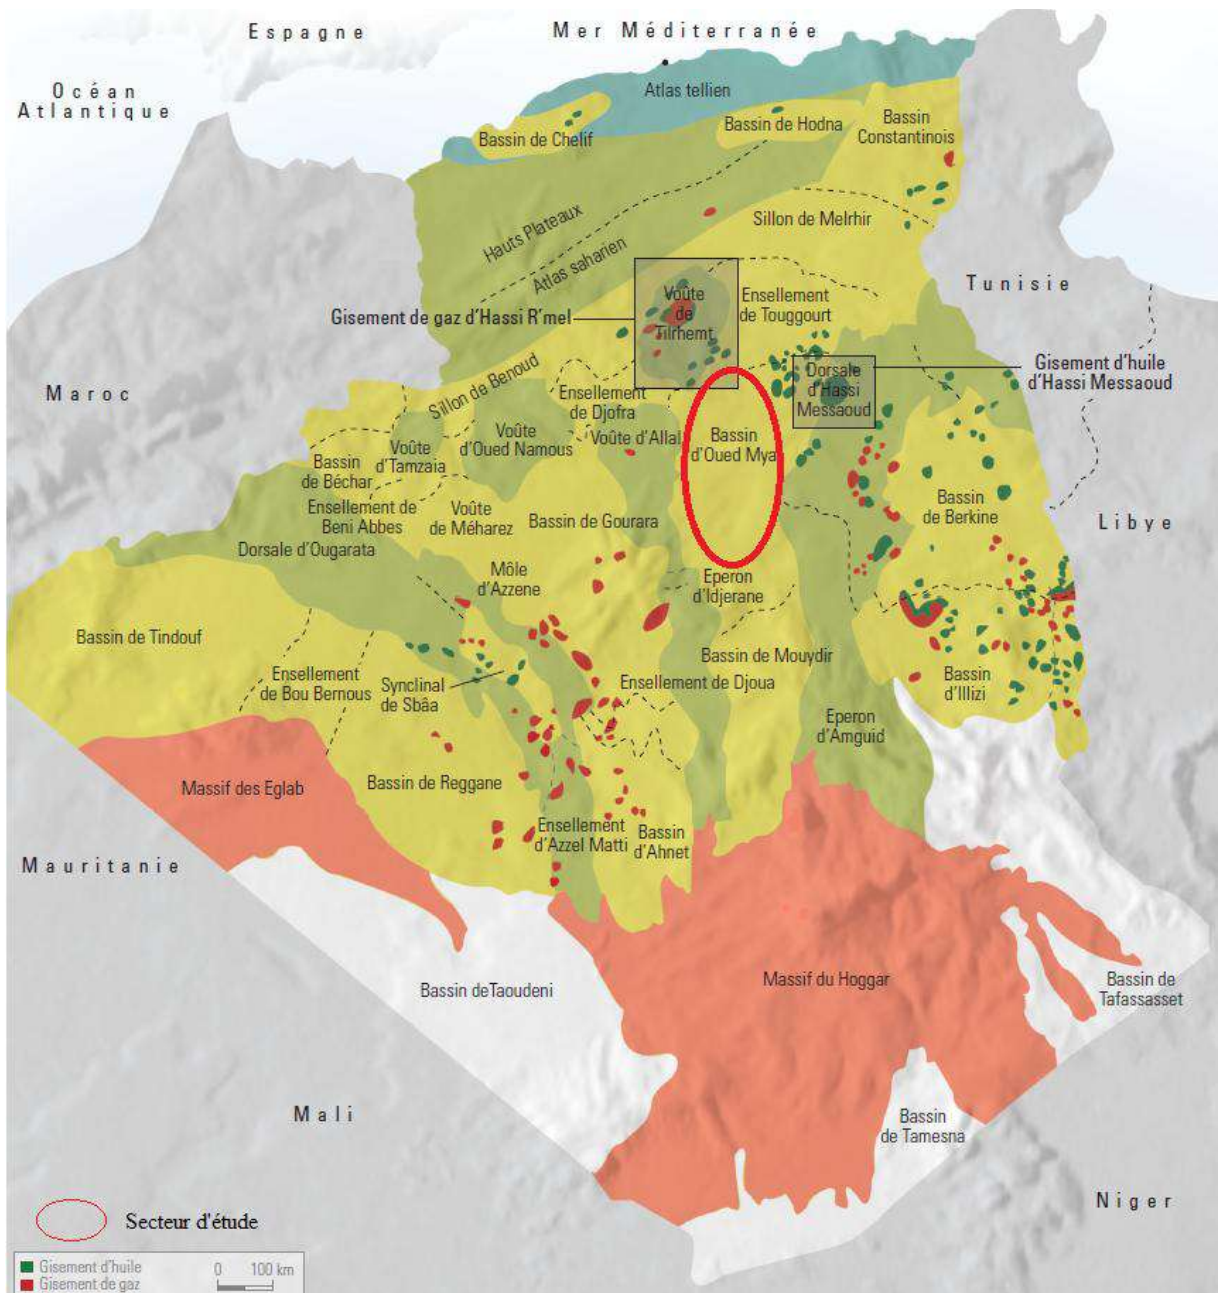 Espagne
Mer Méditerranée
Océan
Atlantique
Atlas tellien
Bassin de Chelif
Bassin de Hodna
Bassin
Constantinois
Hauts Plateaux
Atlas saharien
Sillon de Melrhir
Tunisie
Voûte
de
Tilrhemt
Ensellement
de Touggourt
Gisement de gaz d'Hassi R'mel
Gisement d'huile
d'Hassi Messaoud
Dorsale
d'Hassi
Messaoud
Maroc
Sillon de Benoud
Ensellement
de Djofra
Voûte
d'Oued Namous
Voûte d'Allal
Bassin
d'Oued Mya
Voûte
d'Tamzaia
Bassin
de Béchar
Ensellement de
Beni Abbes
Voûte
de Méharez
Bassin de Gourara
Bassin
de Berkine
Libye
Dorsale d'Ougarata
Môle
d'Azzene
Eperon
d'Idjerane
Bassin de Tindouf
Ensellement
de Bou Bernous
Synclinal
de Sbâa
Bassin de Mouydir
Ensellement de Djoua
Bassin
d'Illizi
Eperon
d'Amguid
Massif des Eglab
Bassin de Reggane
Ensellement
d'Azzel Matti
Bassin
d'Ahnet
Mauritanie
Bassin deTaoudeni
Massif du Hoggar
Bassin de
Tafassasset
Mali
Bassin
de Tamesna
Niger
Secteur d'étude
Gisement d'huile
Gisement de gaz
0 100 km